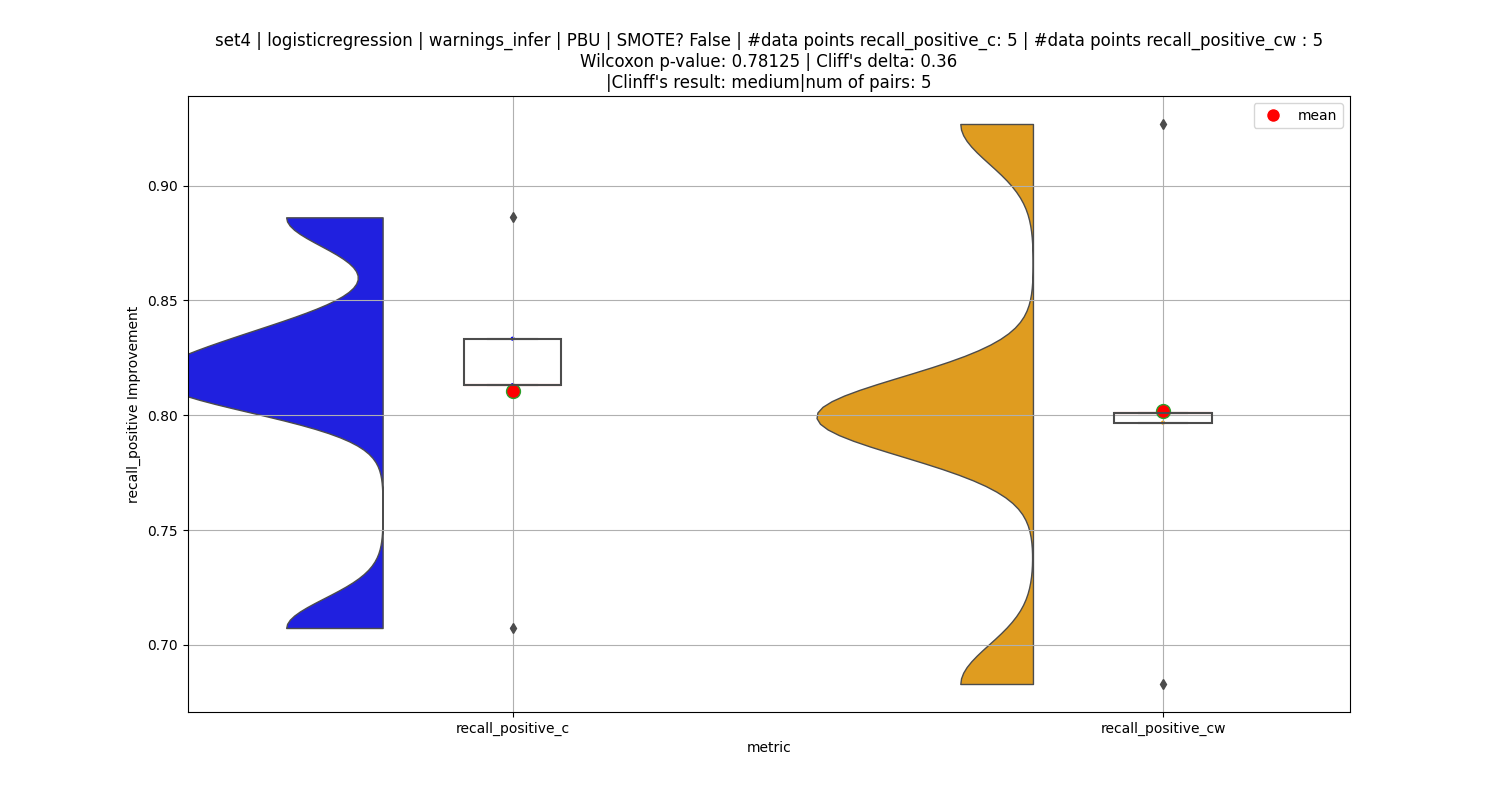 set4 | logisticregression | warnings_infer | PBU | SMOTE? False | #data points recall_positive_c: 5 | #data points recall_positive_cw : 5
Wilcoxon p-value: 0.78125 | Cliff's delta: 0.36
|Clinff's result: medium|num of pairs: 5
mean
0.90
0.85
0.80
0.75
0.70
recall_positive Improvement
recall_positive_c
recall_positive_cw
metric